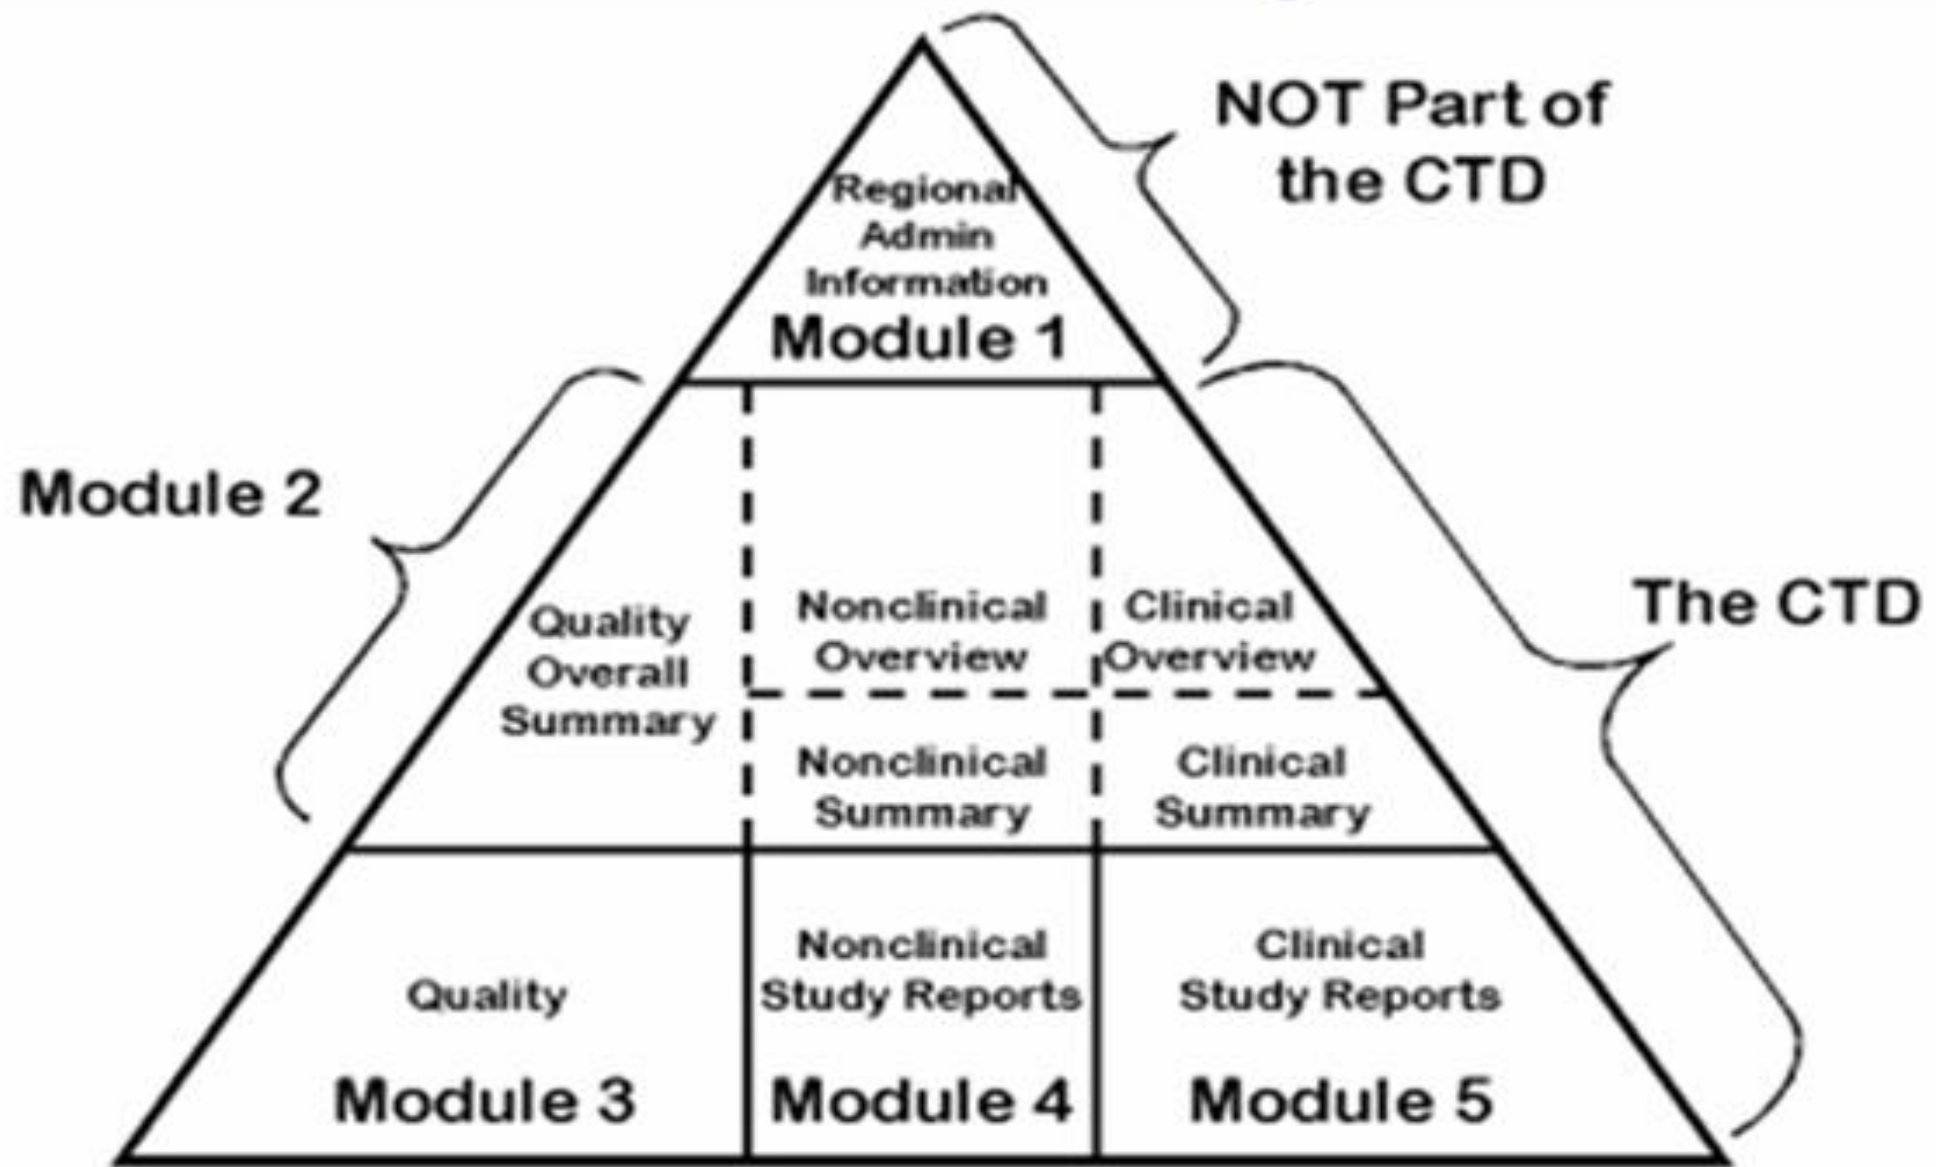 NOT Part of
the CTD
Regional
Admin
Information
Module 1
Module 2
The CTD
Quality
Overall
Summary
Nonclinical
Overview
Clinical
Overview
Nonclinical
Summary
Clinical
Summary
Quality
Module 3
Nonclinical
Study Reports
Module 4
Clinical
Study Reports
Module 5